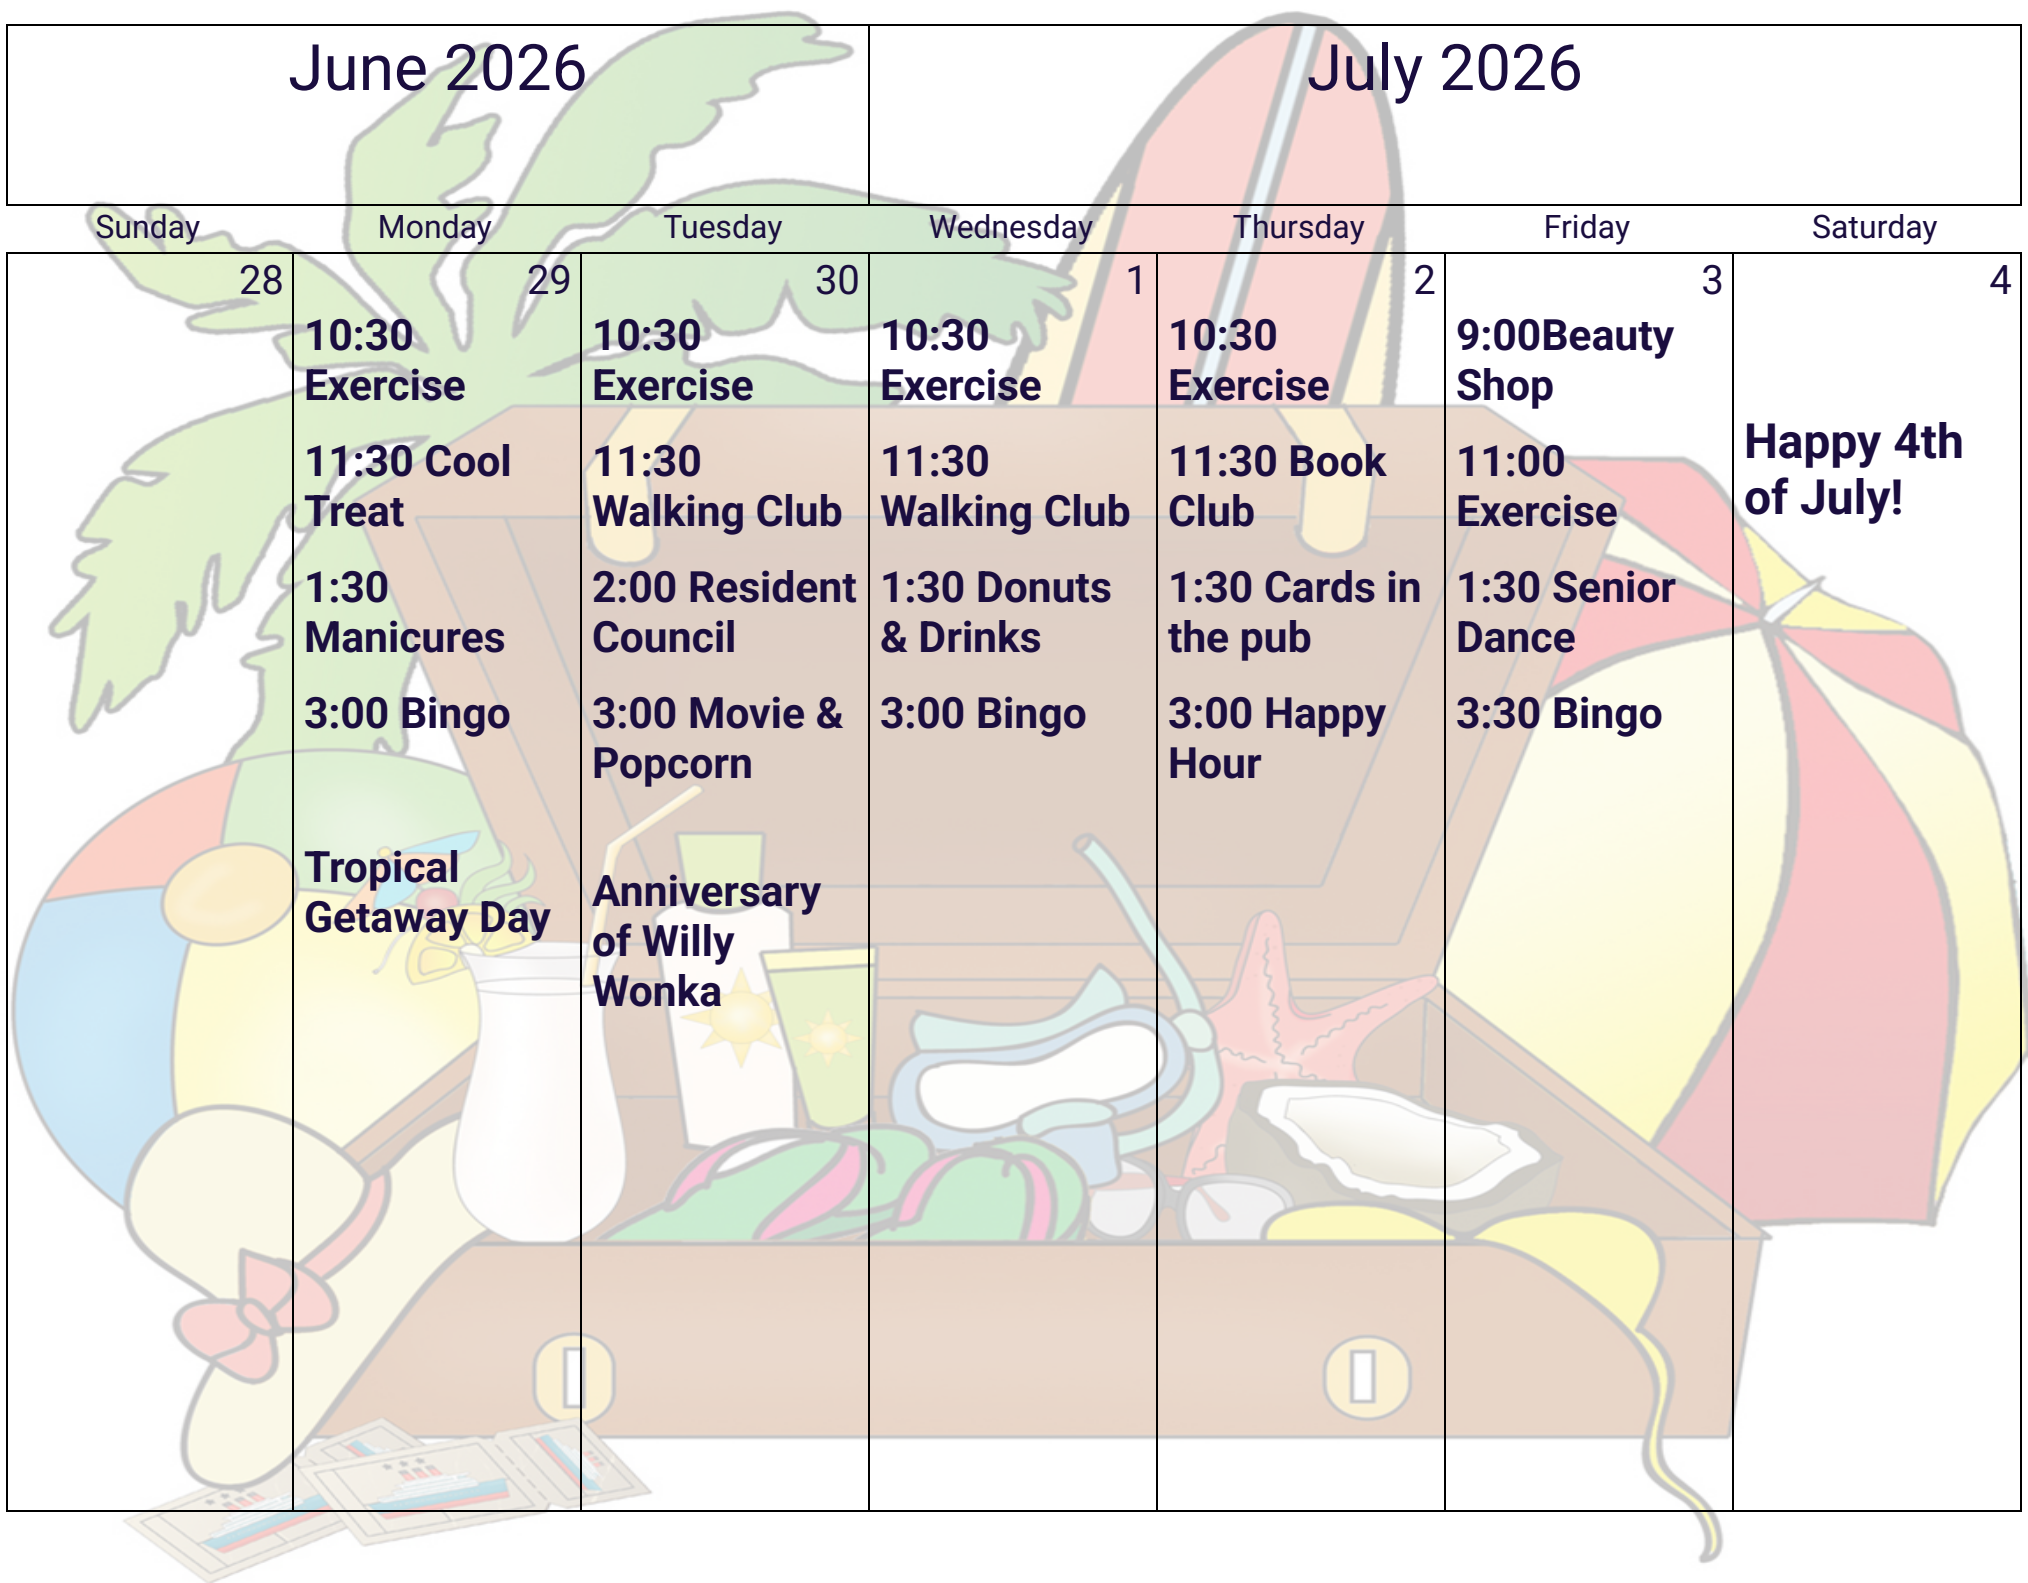 June 2026
July 2026
Sunday
Monday
Tuesday
Wednesday
Thursday
Friday
Saturday
28
29
10:30
Exercise
11:30 Cool
Treat
1:30
Manicures
3:00 Bingo
Tropical
Getaway Day
30
10:30
Exercise
11:30
Walking Club
2:00 Resident
Council
3:00 Movie &
Popcorn
Anniversary
of Willy
Wonka
1
10:30
Exercise
11:30
Walking Club
1:30 Donuts
& Drinks
3:00 Bingo
2
10:30
Exercise
11:30 Book
Club
1:30 Cards in
the pub
3:00 Happy
Hour
3
9:00Beauty
Shop
11:00
Exercise
1:30 Senior
Dance
3:30 Bingo
4
Happy 4th
of July!